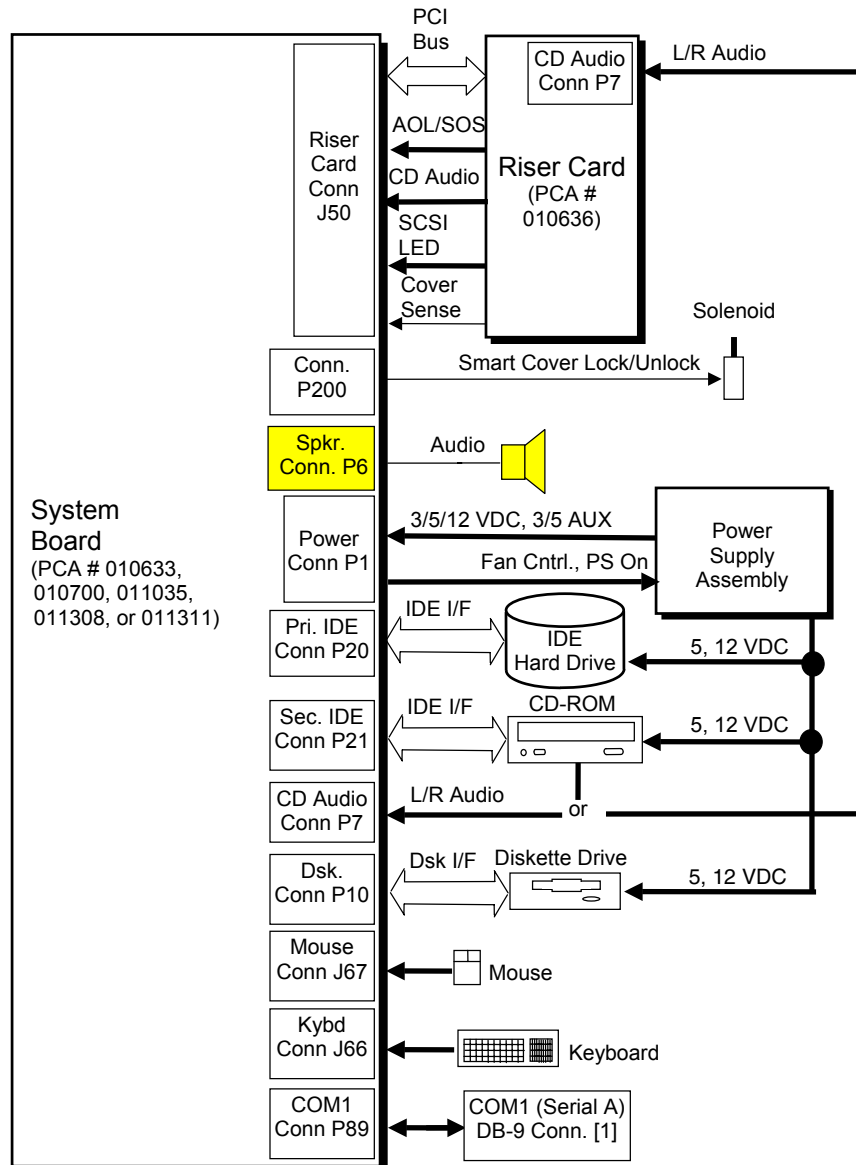 PCI
Bus
CD Audio
Conn P7
L/R Audio
Riser
Card
Conn
J50
AOL/SOS
CD Audio
SCSI
LED
Cover
Sense
Riser Card
(PCA #
010636)
Solenoid
Conn.
P200
Smart Cover Lock/Unlock
Spkr.
Conn. P6
Audio
System
Board
(PCA # 010633,
010700, 011035,
011308, or 011311)
Power
Conn P1
3/5/12 VDC, 3/5 AUX
Fan Cntrl., PS On
Power
Supply
Assembly
Pri. IDE
Conn P20
IDE I/F
IDE
Hard Drive
5, 12 VDC
Sec. IDE
Conn P21
IDE I/F
CD-ROM
5, 12 VDC
CD Audio
Conn P7
L/R Audio
or
Dsk.
Conn P10
Dsk I/F
Diskette Drive
5, 12 VDC
Mouse
Conn J67
Mouse
Kybd
Conn J66
Keyboard
COM1
Conn P89
COM1 (Serial A)
DB-9 Conn. [1]